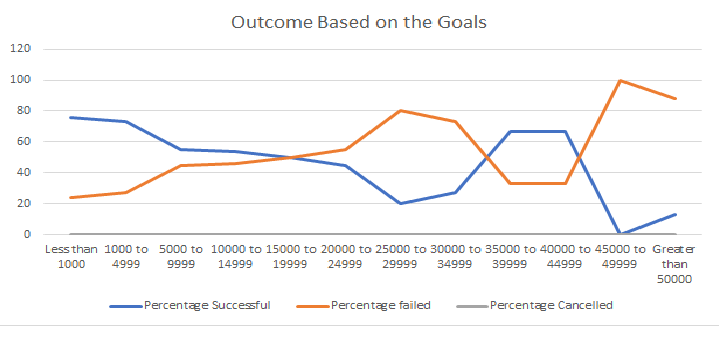 Outcome Based on the Goals
120
100
80
60
40
20
0
Less than 1000 to 5000 to 10000 to 15000 to 20000 to 25000 to 30000 to 35000 to 40000 to 45000 to Greater
1000 4999 9999 14999 19999 24999 29999 34999 39999 44999 49999 than
50000
Percentage Successful Percentage failed Percentage Cancelled